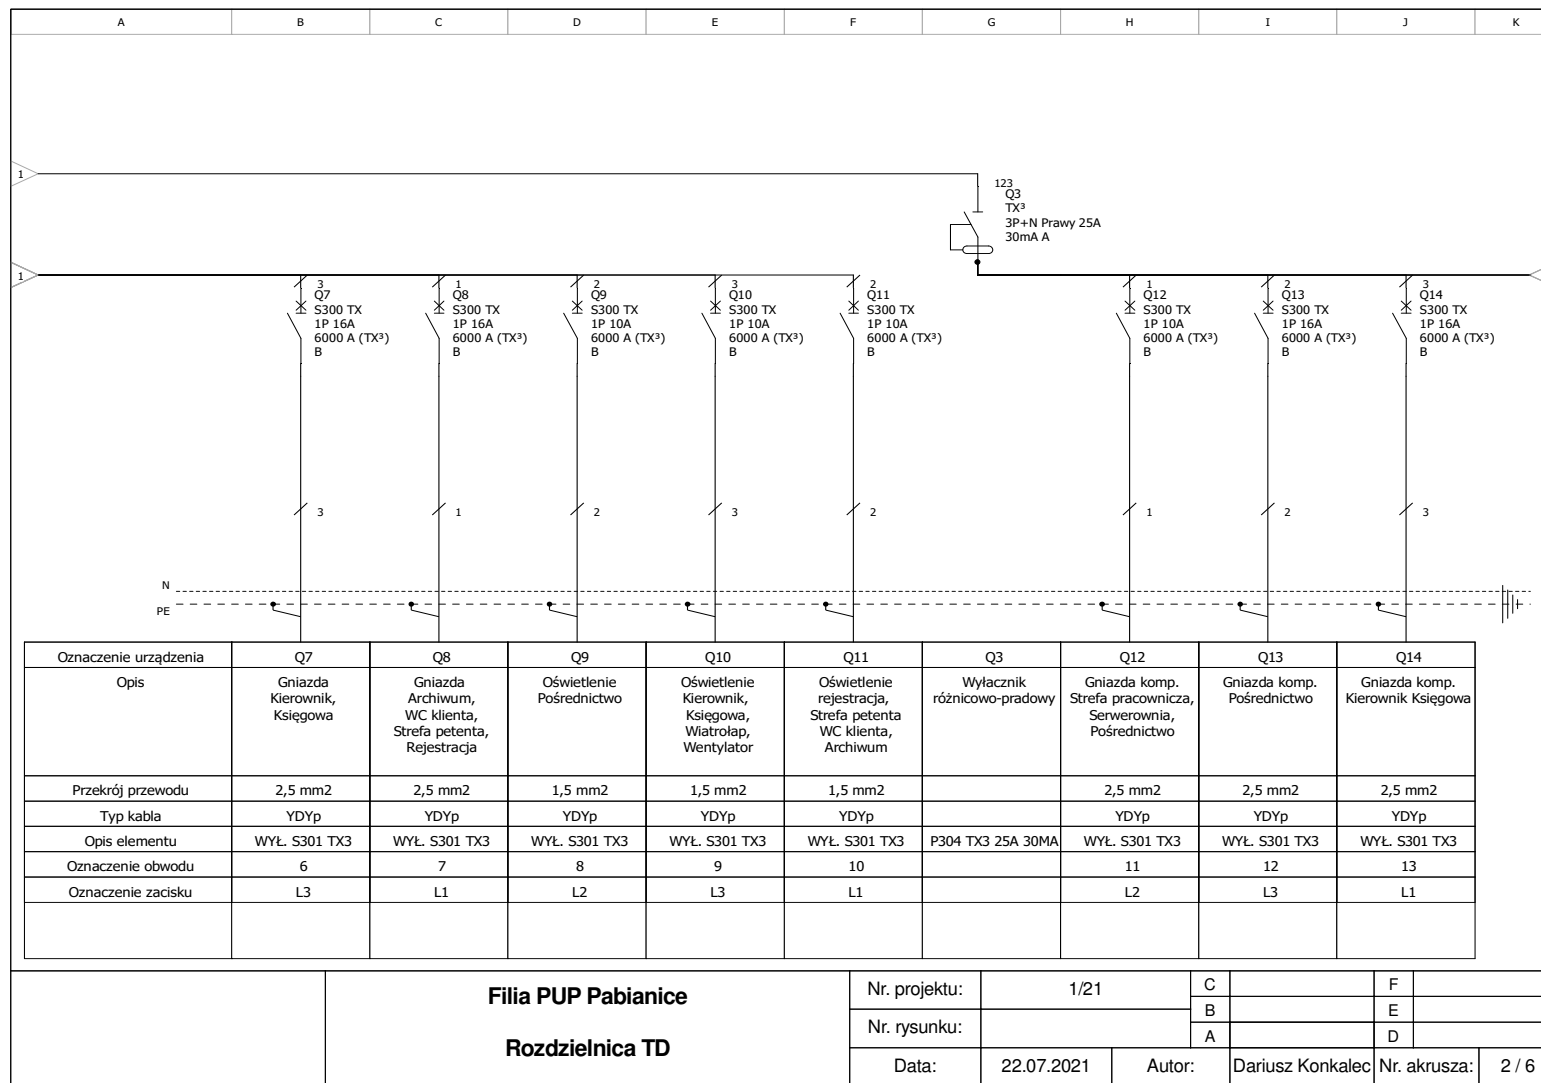 A B C D E F G H I J K
1
123
Q3
TX³
3P+N Prawy 25A
30mA A
1
3 1 2 3 2 1 2 3
Q7 Q8 Q9 Q10 Q11 Q12 Q13 Q14
S300 TX S300 TX S300 TX S300 TX S300 TX S300 TX S300 TX S300 TX
1P 16A 1P 16A 1P 10A 1P 10A 1P 10A 1P 10A 1P 16A 1P 16A
6000 A (TX³) 6000 A (TX³) 6000 A (TX³) 6000 A (TX³) 6000 A (TX³) 6000 A (TX³) 6000 A (TX³) 6000 A (TX³)
B B B B B B B B
3 1 2 3 2 1 2 3
N
PE
Oznaczenie urządzenia Q7 Q8 Q9 Q10 Q11 Q3 Q12 Q13 Q14
Opis Gniazda Gniazda Oświetlenie Oświetlenie Oświetlenie Wyłacznik Gniazda komp. Gniazda komp. Gniazda komp.
Kierownik, Archiwum, Pośrednictwo Kierownik, rejestracja, różnicowo-pradowy Strefa pracownicza, Pośrednictwo Kierownik Księgowa
Księgowa WC klienta, Księgowa, Strefa petenta Serwerownia,
Strefa petenta, Wiatrołap, WC klienta, Pośrednictwo
Rejestracja Wentylator Archiwum
Przekrój przewodu 2,5 mm2 2,5 mm2 1,5 mm2 1,5 mm2 1,5 mm2 2,5 mm2 2,5 mm2 2,5 mm2
Typ kabla YDYp YDYp YDYp YDYp YDYp YDYp YDYp YDYp
Opis elementu WYŁ. S301 TX3 WYŁ. S301 TX3 WYŁ. S301 TX3 WYŁ. S301 TX3 WYŁ. S301 TX3 P304 TX3 25A 30MA WYŁ. S301 TX3 WYŁ. S301 TX3 WYŁ. S301 TX3
Oznaczenie obwodu 6 7 8 9 10 11 12 13
Oznaczenie zacisku L3 L1 L2 L3 L1 L2 L3 L1
Filia PUP Pabianice
Rozdzielnica TD
Nr. projektu: 1/21 C F
B E
Nr. rysunku:
A D
Data: 22.07.2021 Autor: Dariusz Konkalec Nr. akrusza: 2 / 6